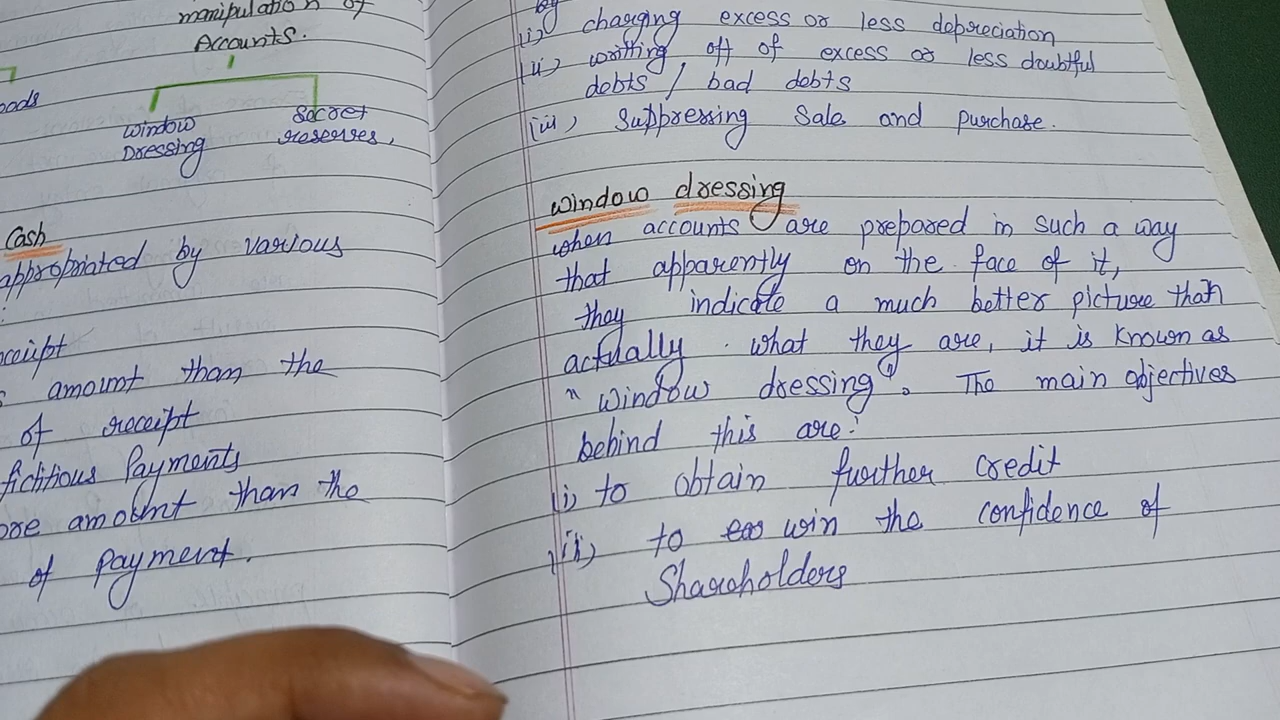 manipulation of
Accounts.
window
Dressing
Secret
reserves,
Cash
appropriated by various
amount than the
of receipt
fictitious Payments
amount than the
of payment.
by
(i) charging excess or less depreciation
(ii) writting off of excess or less doubtful
debts / bad debts
(iii) Suppressing Sale and purchase.
window dressing
when accounts are prepared in such a way
that apparently on the face of it,
they indicate a much better picture than
actually what they are, it is known as
"window dressing". The main objectives
behind this are:
(i) to obtain further credit
(ii) to win the confidence of
Shareholders